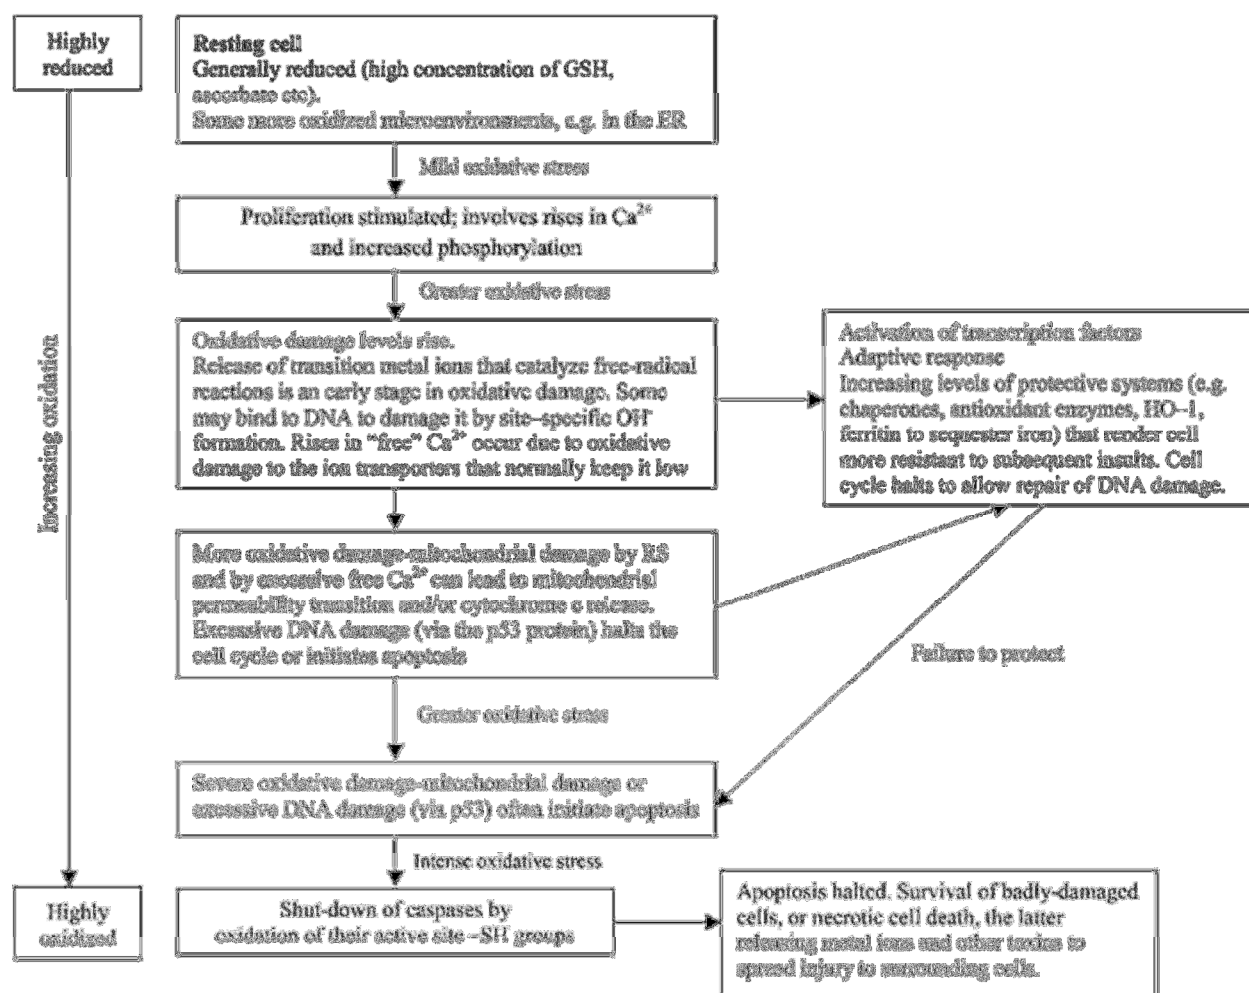 Highly
reduced
Resting cell
Generally reduced (high concentration of GSH,
ascorbate etc).
Some more oxidized microenvironments, e.g. in the ER
Mild oxidative stress
Proliferation stimulated; involves rises in Ca²⁺
and increased phosphorylation
Greater oxidative stress
Oxidative damage levels rise.
Release of transition metal ions that catalyze free-radical
reactions is an early stage in oxidative damage. Some
may bind to DNA to damage it by site–specific OH⁻
formation. Rises in "free" Ca²⁺ occur due to oxidative
damage to the ion transporters that normally keep it low
Activation of transcription factors
Adaptive response
Increasing levels of protective systems (e.g.
chaperones, antioxidant enzymes, HO–1,
ferritin to sequester iron) that render cell
more resistant to subsequent insults. Cell
cycle halts to allow repair of DNA damage.
Increasing oxidation
More oxidative damage-mitochondrial damage by RS
and by excessive free Ca²⁺ can lead to mitochondrial
permeability transition and/or cytochrome c release.
Excessive DNA damage (via the p53 protein) halts the
cell cycle or initiates apoptosis
Failure to protect
Greater oxidative stress
Severe oxidative damage-mitochondrial damage or
excessive DNA damage (via p53) often initiate apoptosis
Intense oxidative stress
Highly
oxidized
Shut-down of caspases by
oxidation of their active site –SH groups
Apoptosis halted. Survival of badly-damaged
cells, or necrotic cell death, the latter
releasing metal ions and other toxins to
spread injury to surrounding cells.